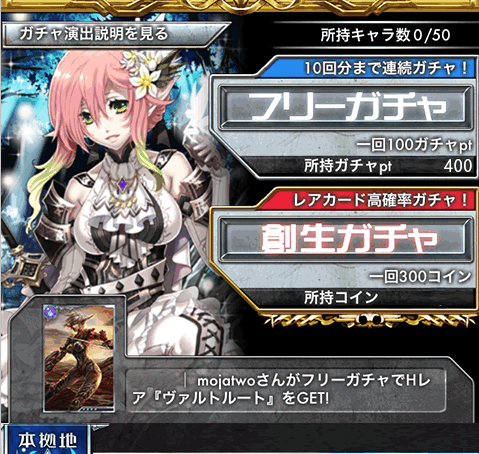 ガチャ演出説明を見る
所持キャラ数0/50
10回分まで連続ガチャ！
フリーガチャ
一回100ガチャpt
所持ガチャpt 400
レアカード高確率ガチャ！
創生ガチャ
一回300コイン
所持コイン
mojatwoさんがフリーガチャでHレ
ア『ヴァルトルート』をGET!
本拠地